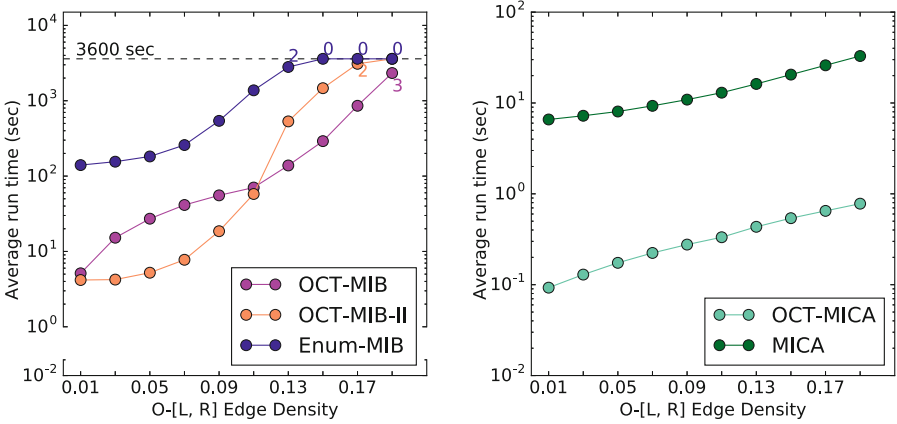 10^4
3600 sec
2
0
0
0
2
3
10^3
10^2
10^1
10^0
10^-2
Average run time (sec)
OCT-MIB
OCT-MIB-II
Enum-MIB
0.01
0.05
0.09
0.13
0.17
O-[L, R] Edge Density
10^2
10^1
10^0
10^-1
10^-2
Average run time (sec)
OCT-MICA
MICA
0.01
0.05
0.09
0.13
0.17
O-[L, R] Edge Density